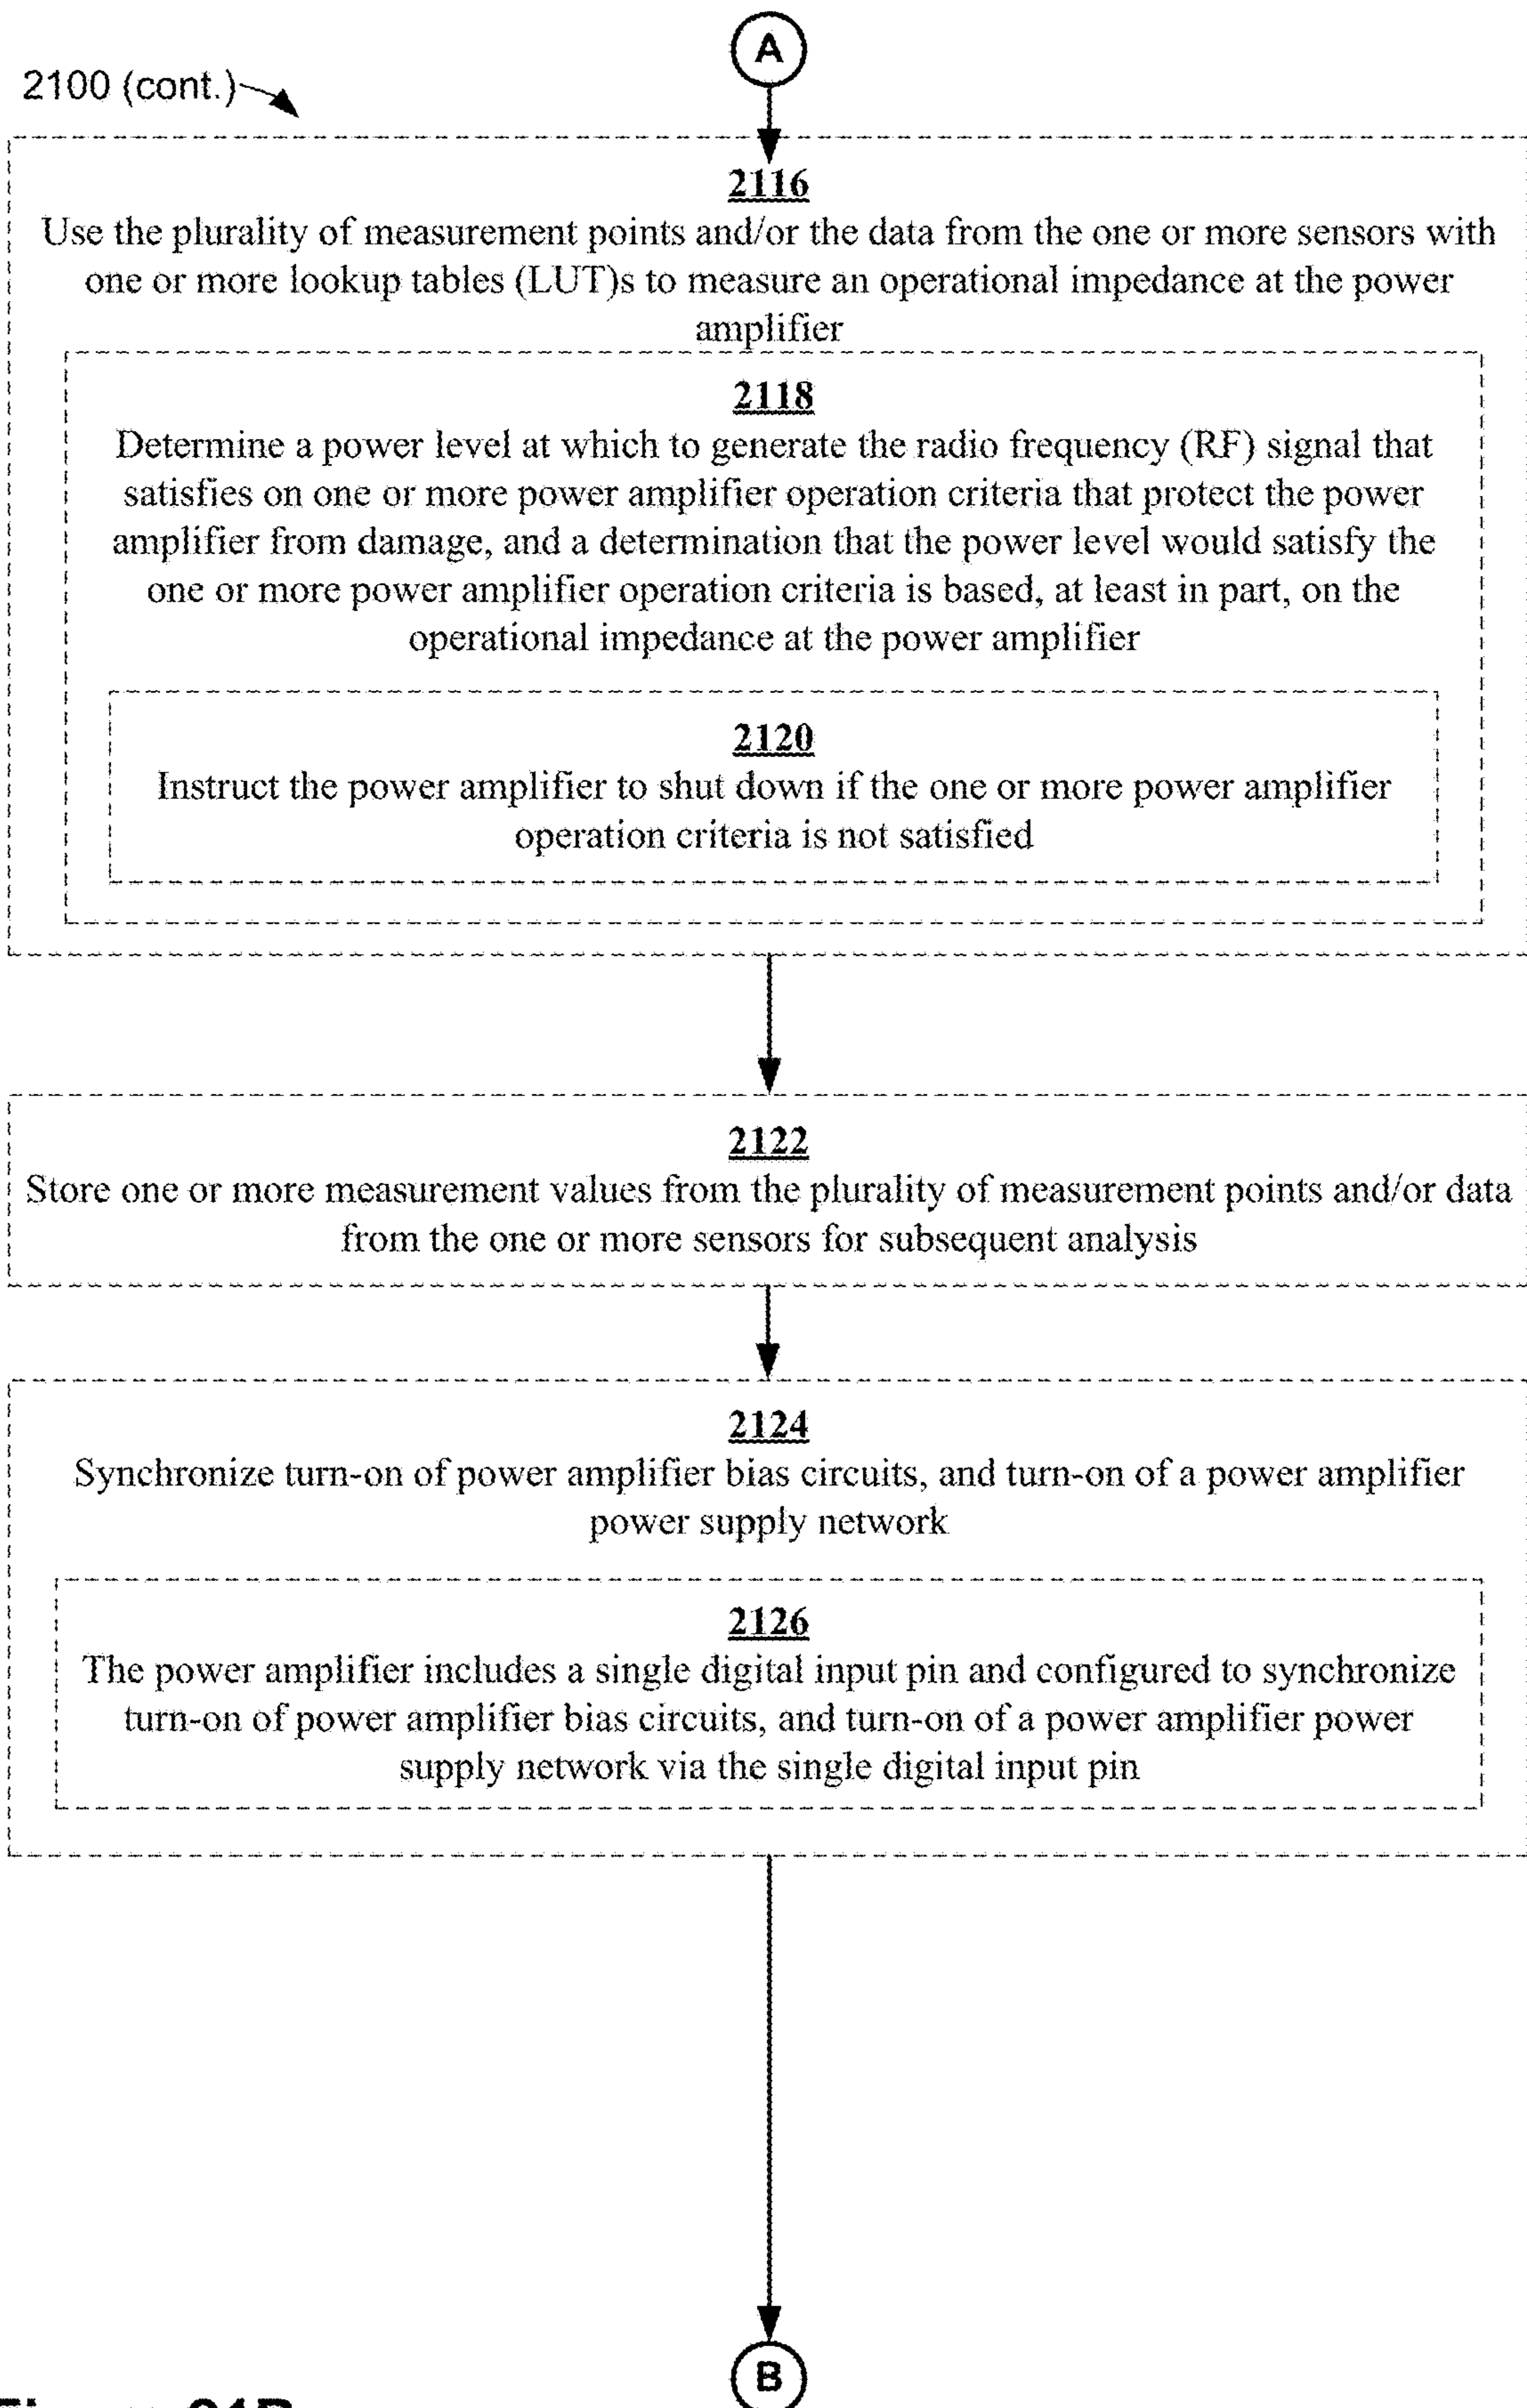 A
2100 (cont.)
2116
Use the plurality of measurement points and/or the data from the one or more sensors with
one or more lookup tables (LUT)s to measure an operational impedance at the power
amplifier
2118
Determine a power level at which to generate the radio frequency (RF) signal that
satisfies on one or more power amplifier operation criteria that protect the power
amplifier from damage, and a determination that the power level would satisfy the
one or more power amplifier operation criteria is based, at least in part, on the
operational impedance at the power amplifier
2120
Instruct the power amplifier to shut down if the one or more power amplifier
operation criteria is not satisfied
2122
Store one or more measurement values from the plurality of measurement points and/or data
from the one or more sensors for subsequent analysis
2124
Synchronize turn-on of power amplifier bias circuits, and turn-on of a power amplifier
power supply network
2126
The power amplifier includes a single digital input pin and configured to synchronize
turn-on of power amplifier bias circuits, and turn-on of a power amplifier power
supply network via the single digital input pin
B